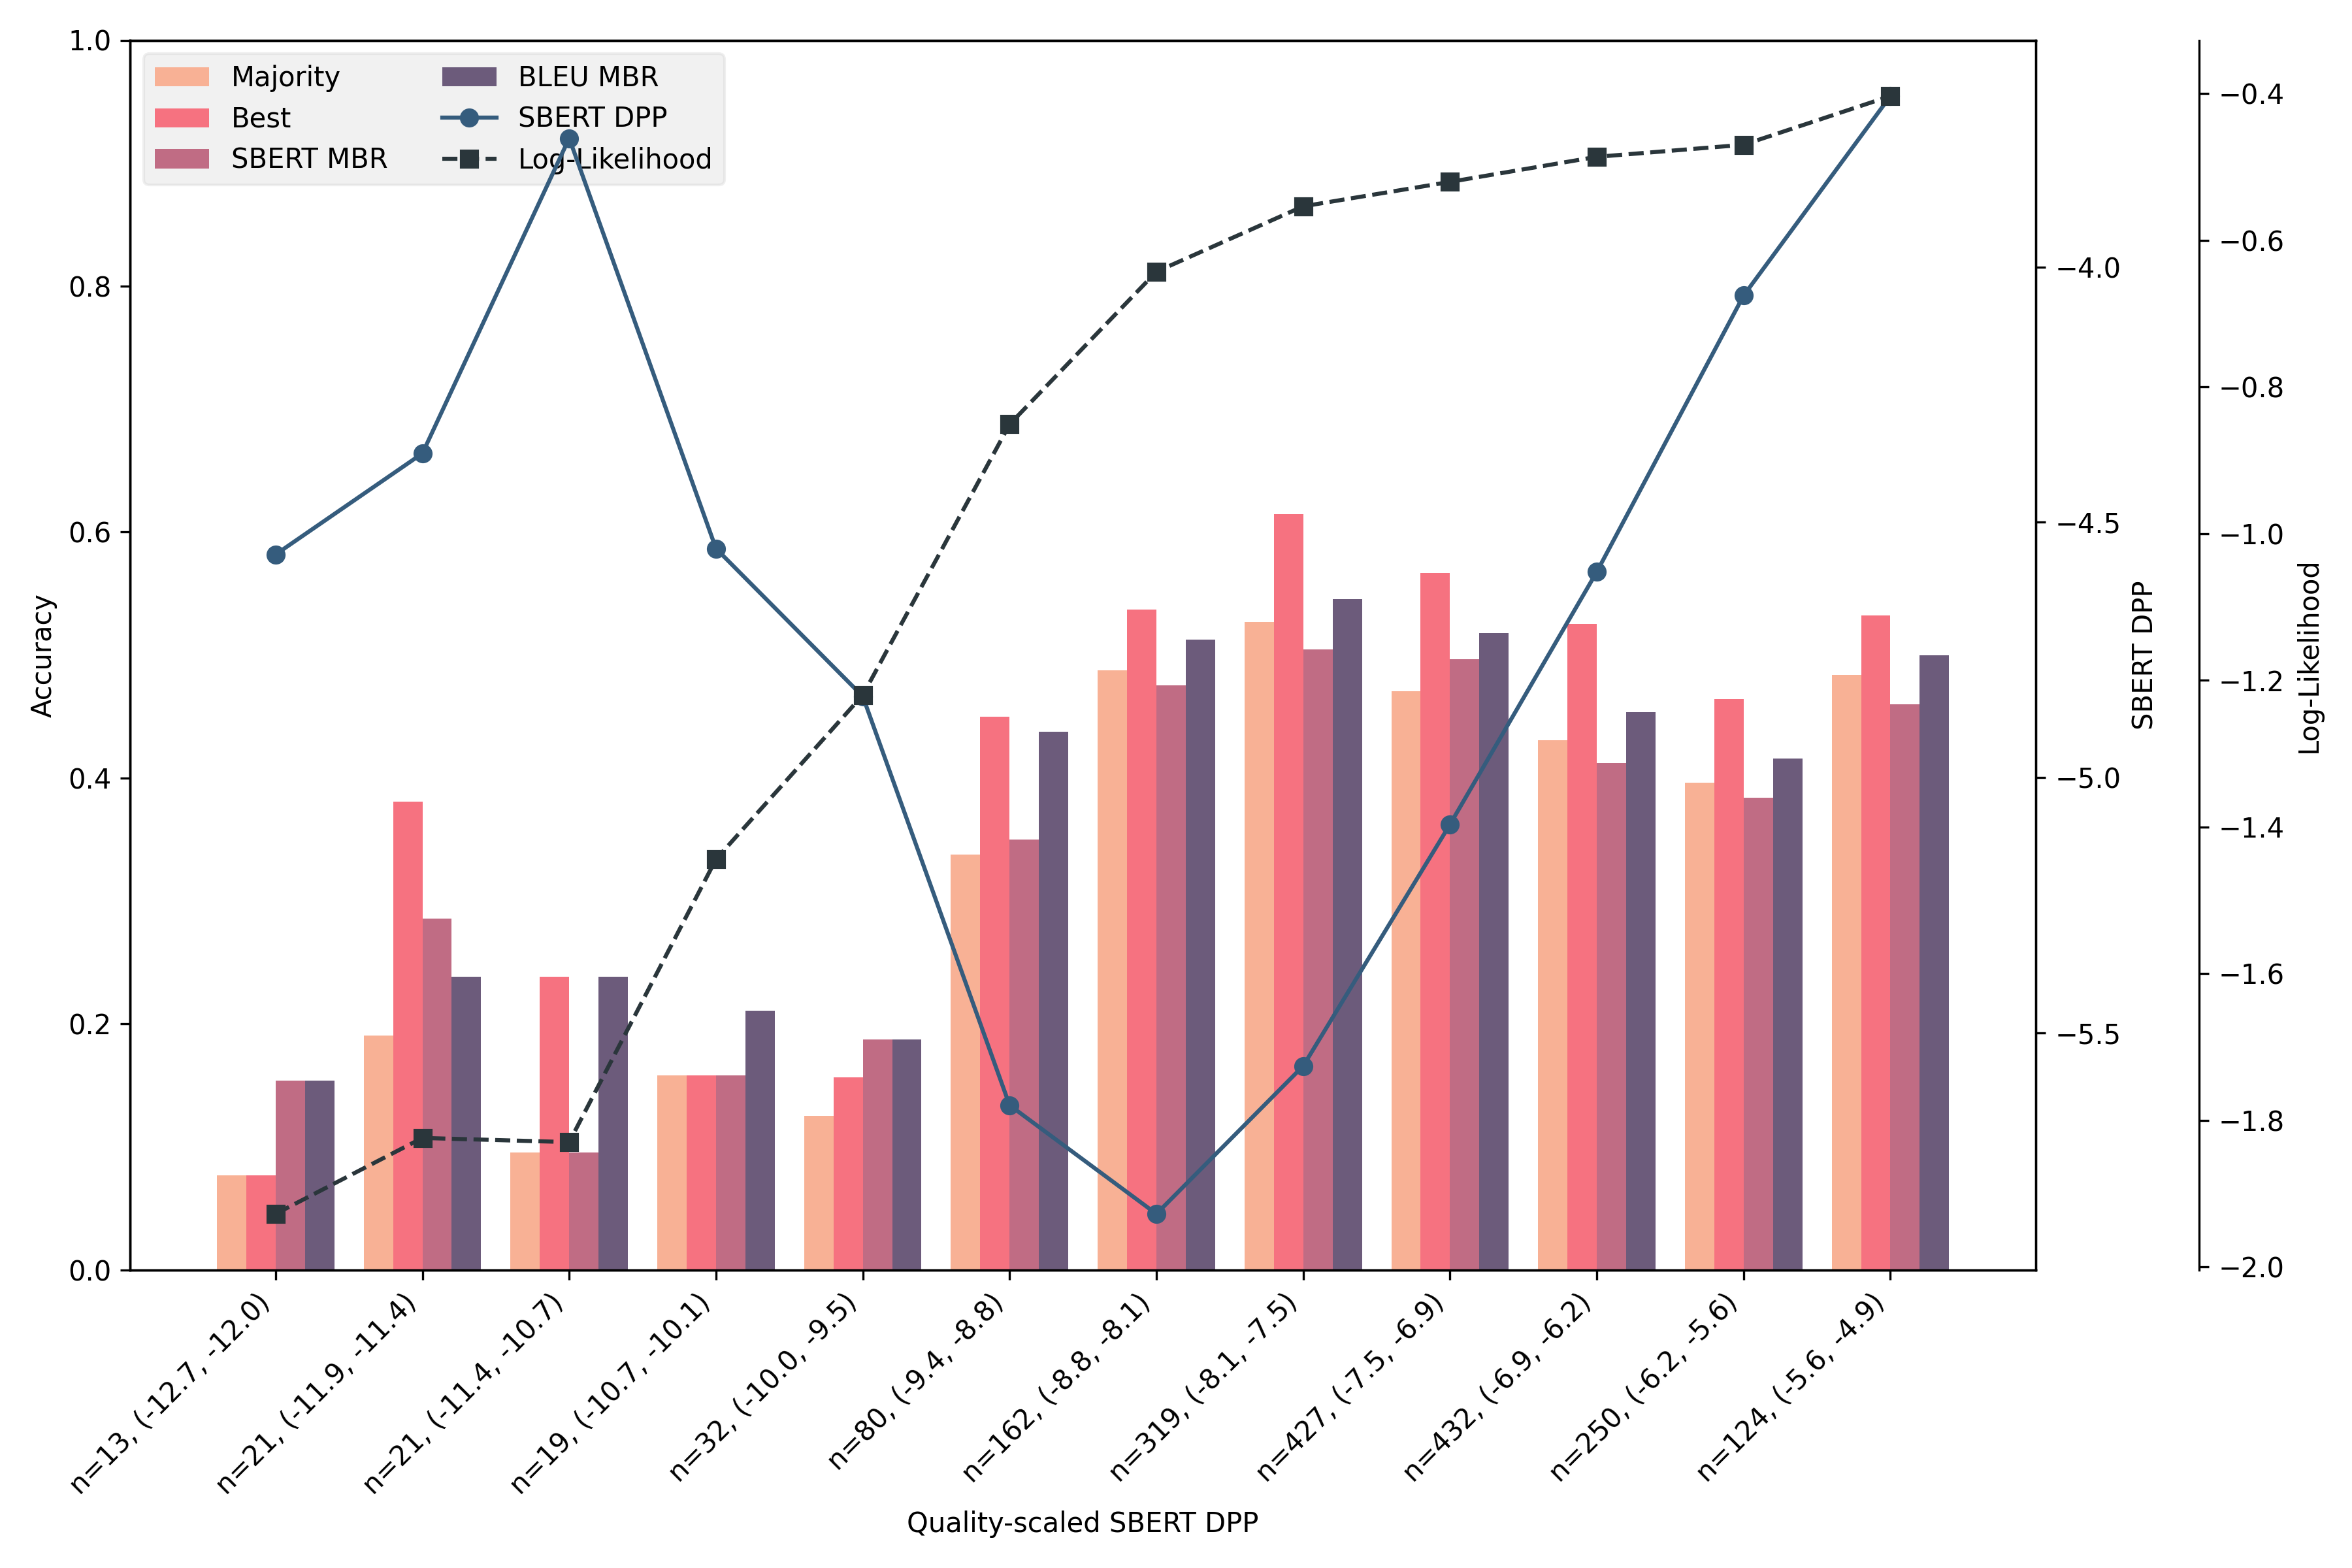 Majority
Best
SBERT MBR
BLEU MBR
SBERT DPP
Log-Likelihood
Accuracy
1.0
0.8
0.6
0.4
0.2
0.0
−4.0
−4.5
−5.0
−5.5
SBERT DPP
−0.4
−0.6
−0.8
−1.0
−1.2
−1.4
−1.6
−1.8
−2.0
Log-Likelihood
n=13, (-12.7, -12.0)
n=21, (-11.9, -11.4)
n=21, (-11.4, -10.7)
n=19, (-10.7, -10.1)
n=32, (-10.0, -9.5)
n=80, (-9.4, -8.8)
n=162, (-8.8, -8.1)
n=319, (-8.1, -7.5)
n=427, (-7.5, -6.9)
n=432, (-6.9, -6.2)
n=250, (-6.2, -5.6)
n=124, (-5.6, -4.9)
Quality-scaled SBERT DPP